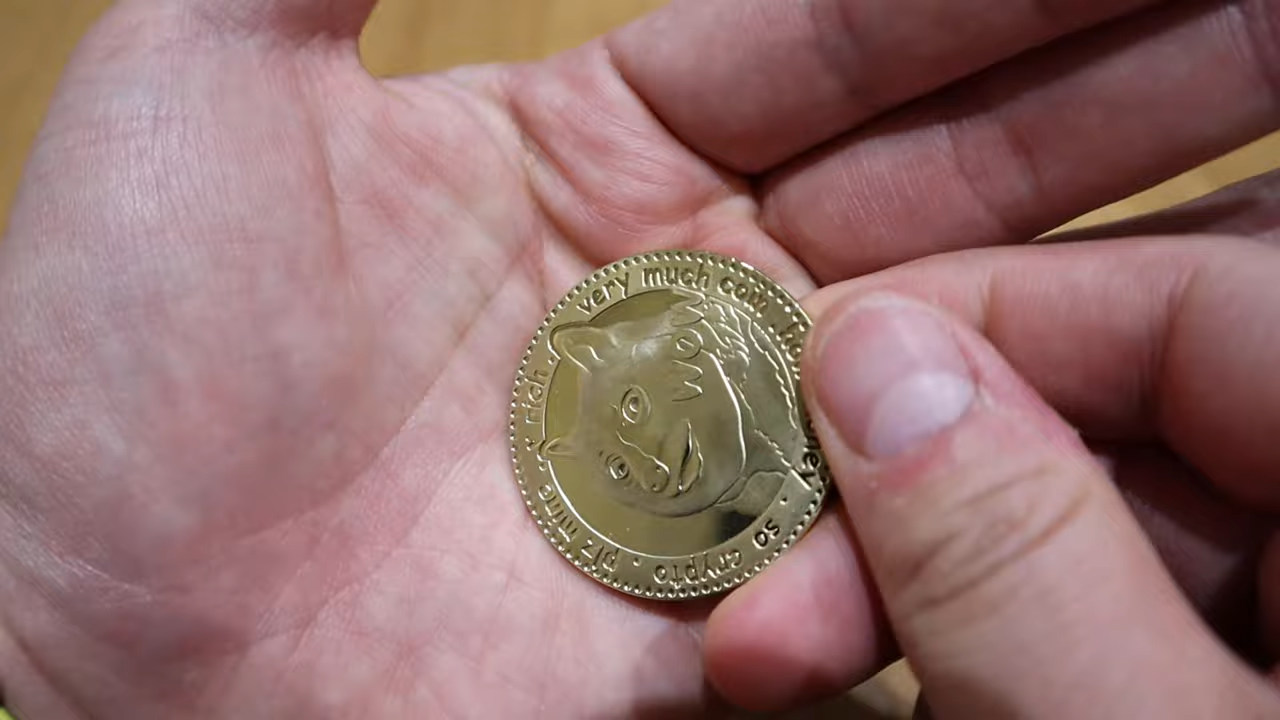 very much coin .
so crypto . plz mine . v rich .
wow